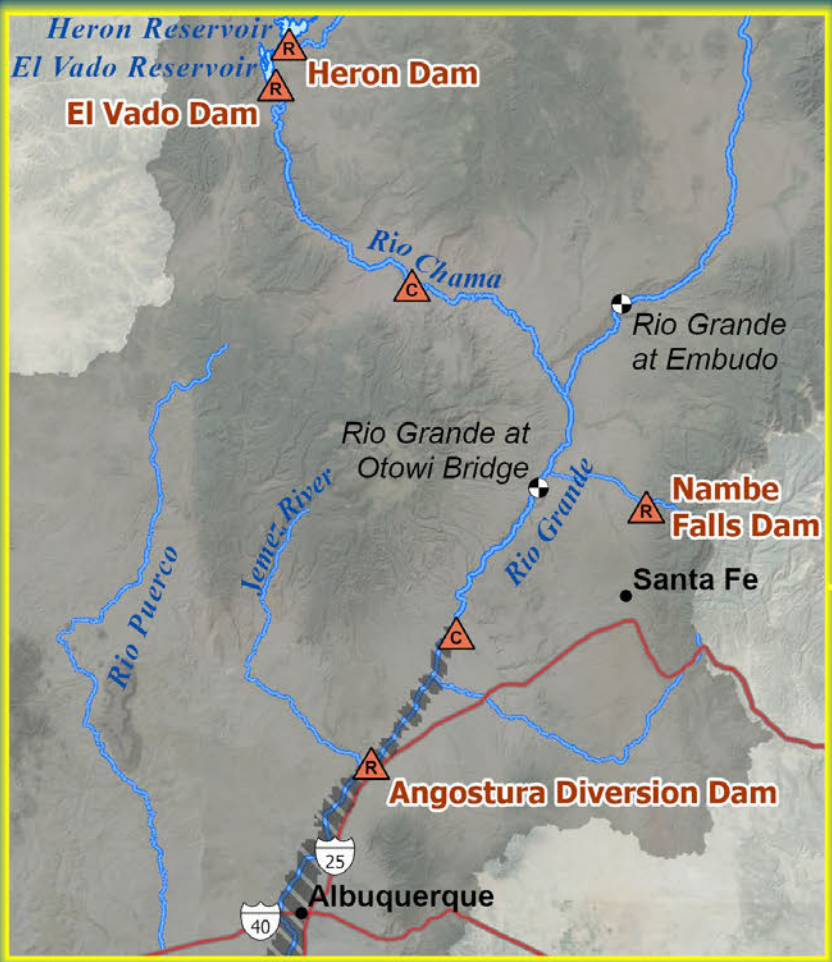 Heron Reservoir
R
El Vado Reservoir
Heron Dam
R
El Vado Dam
Rio Chama
C
Rio Grande
at Embudo
Rio Grande at
Otowi Bridge
Rio Grande
Nambe
Falls Dam
R
Jemez River
Rio Puerco
Santa Fe
C
R
Angostura Diversion Dam
25
Albuquerque
40